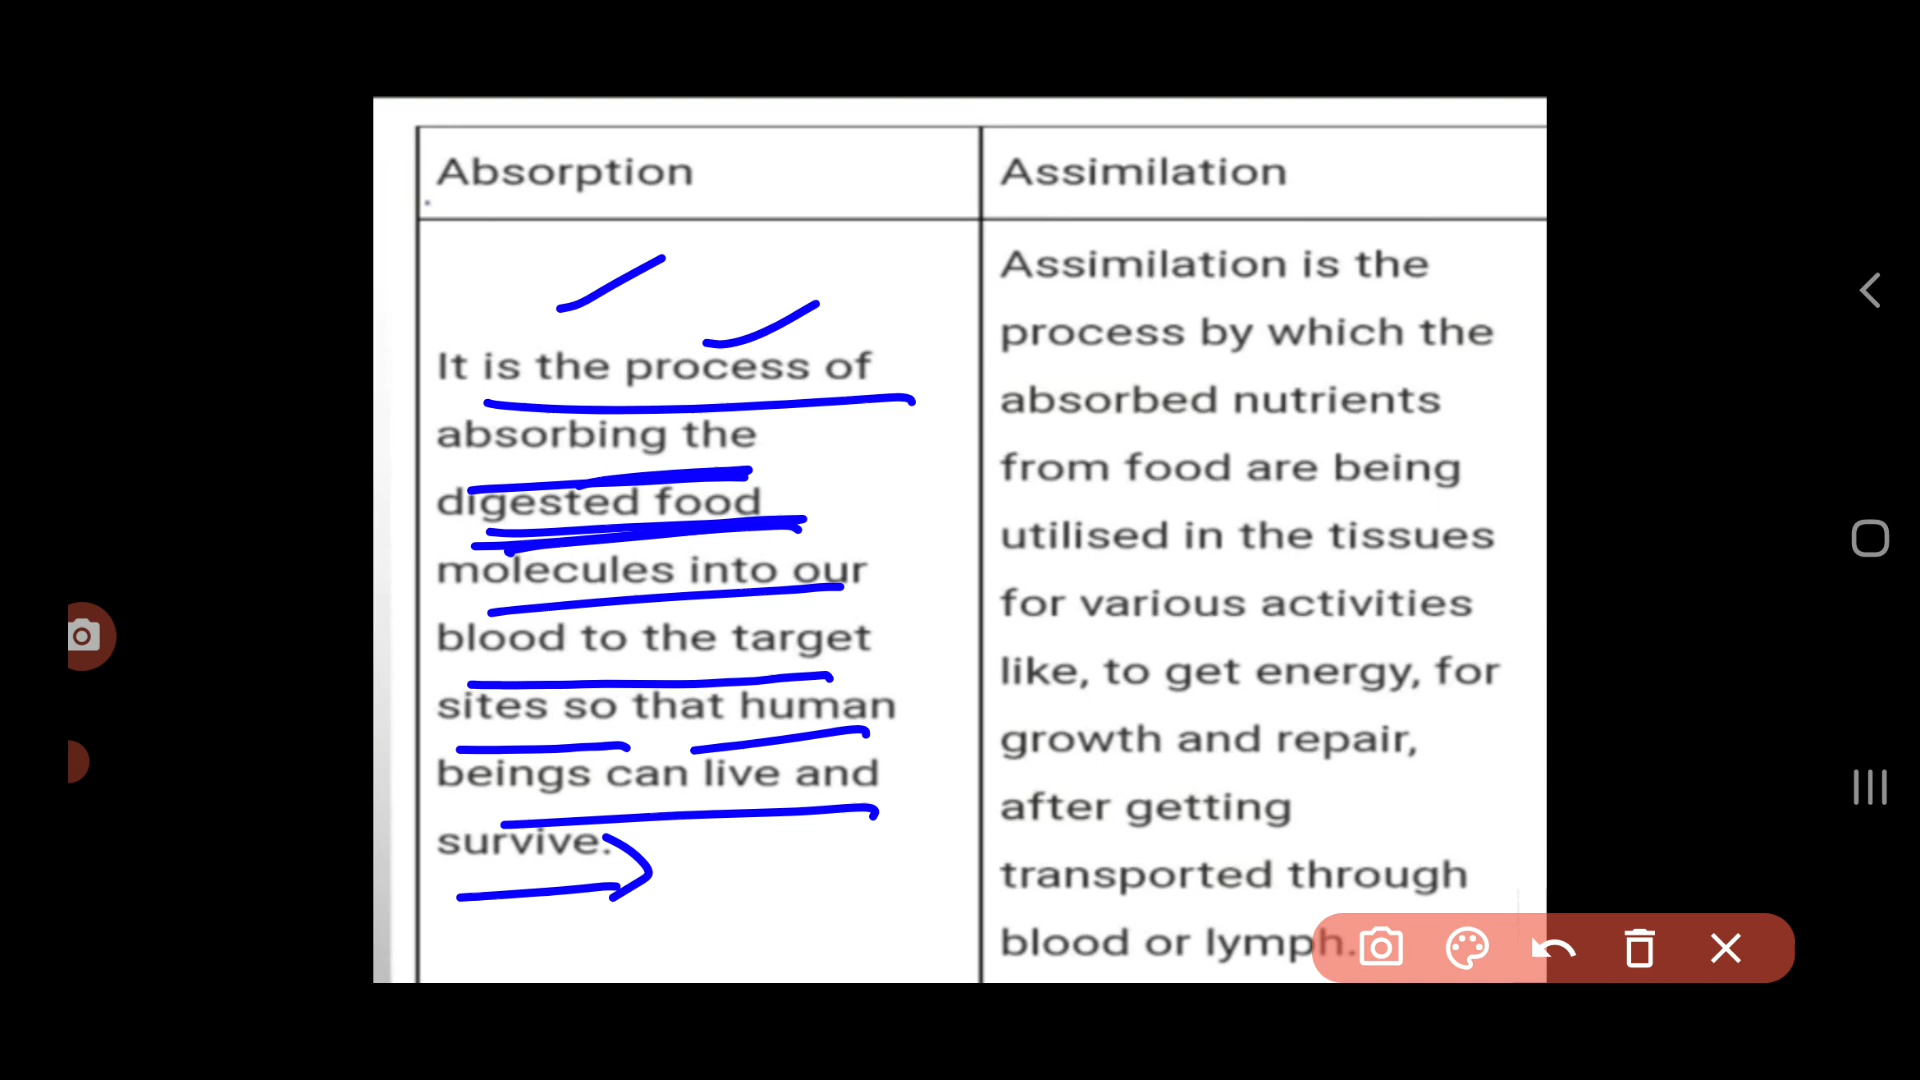 Absorption
Assimilation
It is the process of
absorbing the
digested food
molecules into our
blood to the target
sites so that human
beings can live and
survive.
Assimilation is the
process by which the
absorbed nutrients
from food are being
utilised in the tissues
for various activities
like, to get energy, for
growth and repair,
after getting
transported through
blood or lymph.